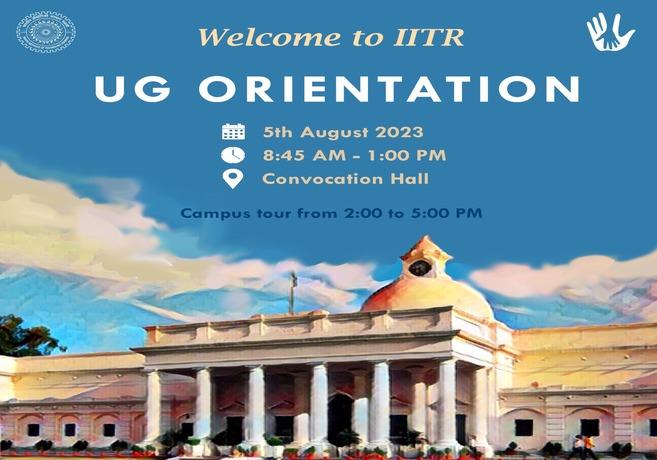 Welcome to IITR
UG ORIENTATION
5th August 2023
8:45 AM - 1:00 PM
Convocation Hall
Campus tour from 2:00 to 5:00 PM